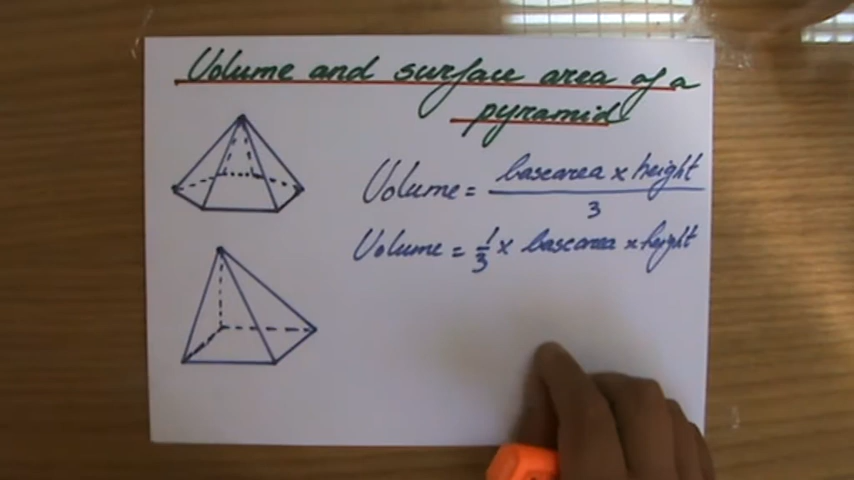 Volume and surface area of a
pyramid
Volume = basearea x height
3
Volume = 1/3 x basearea x height